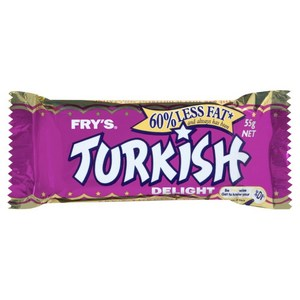 60% LESS FAT*
and always has been
FRY'S®
55g
NET
TURKISH
DELIGHT